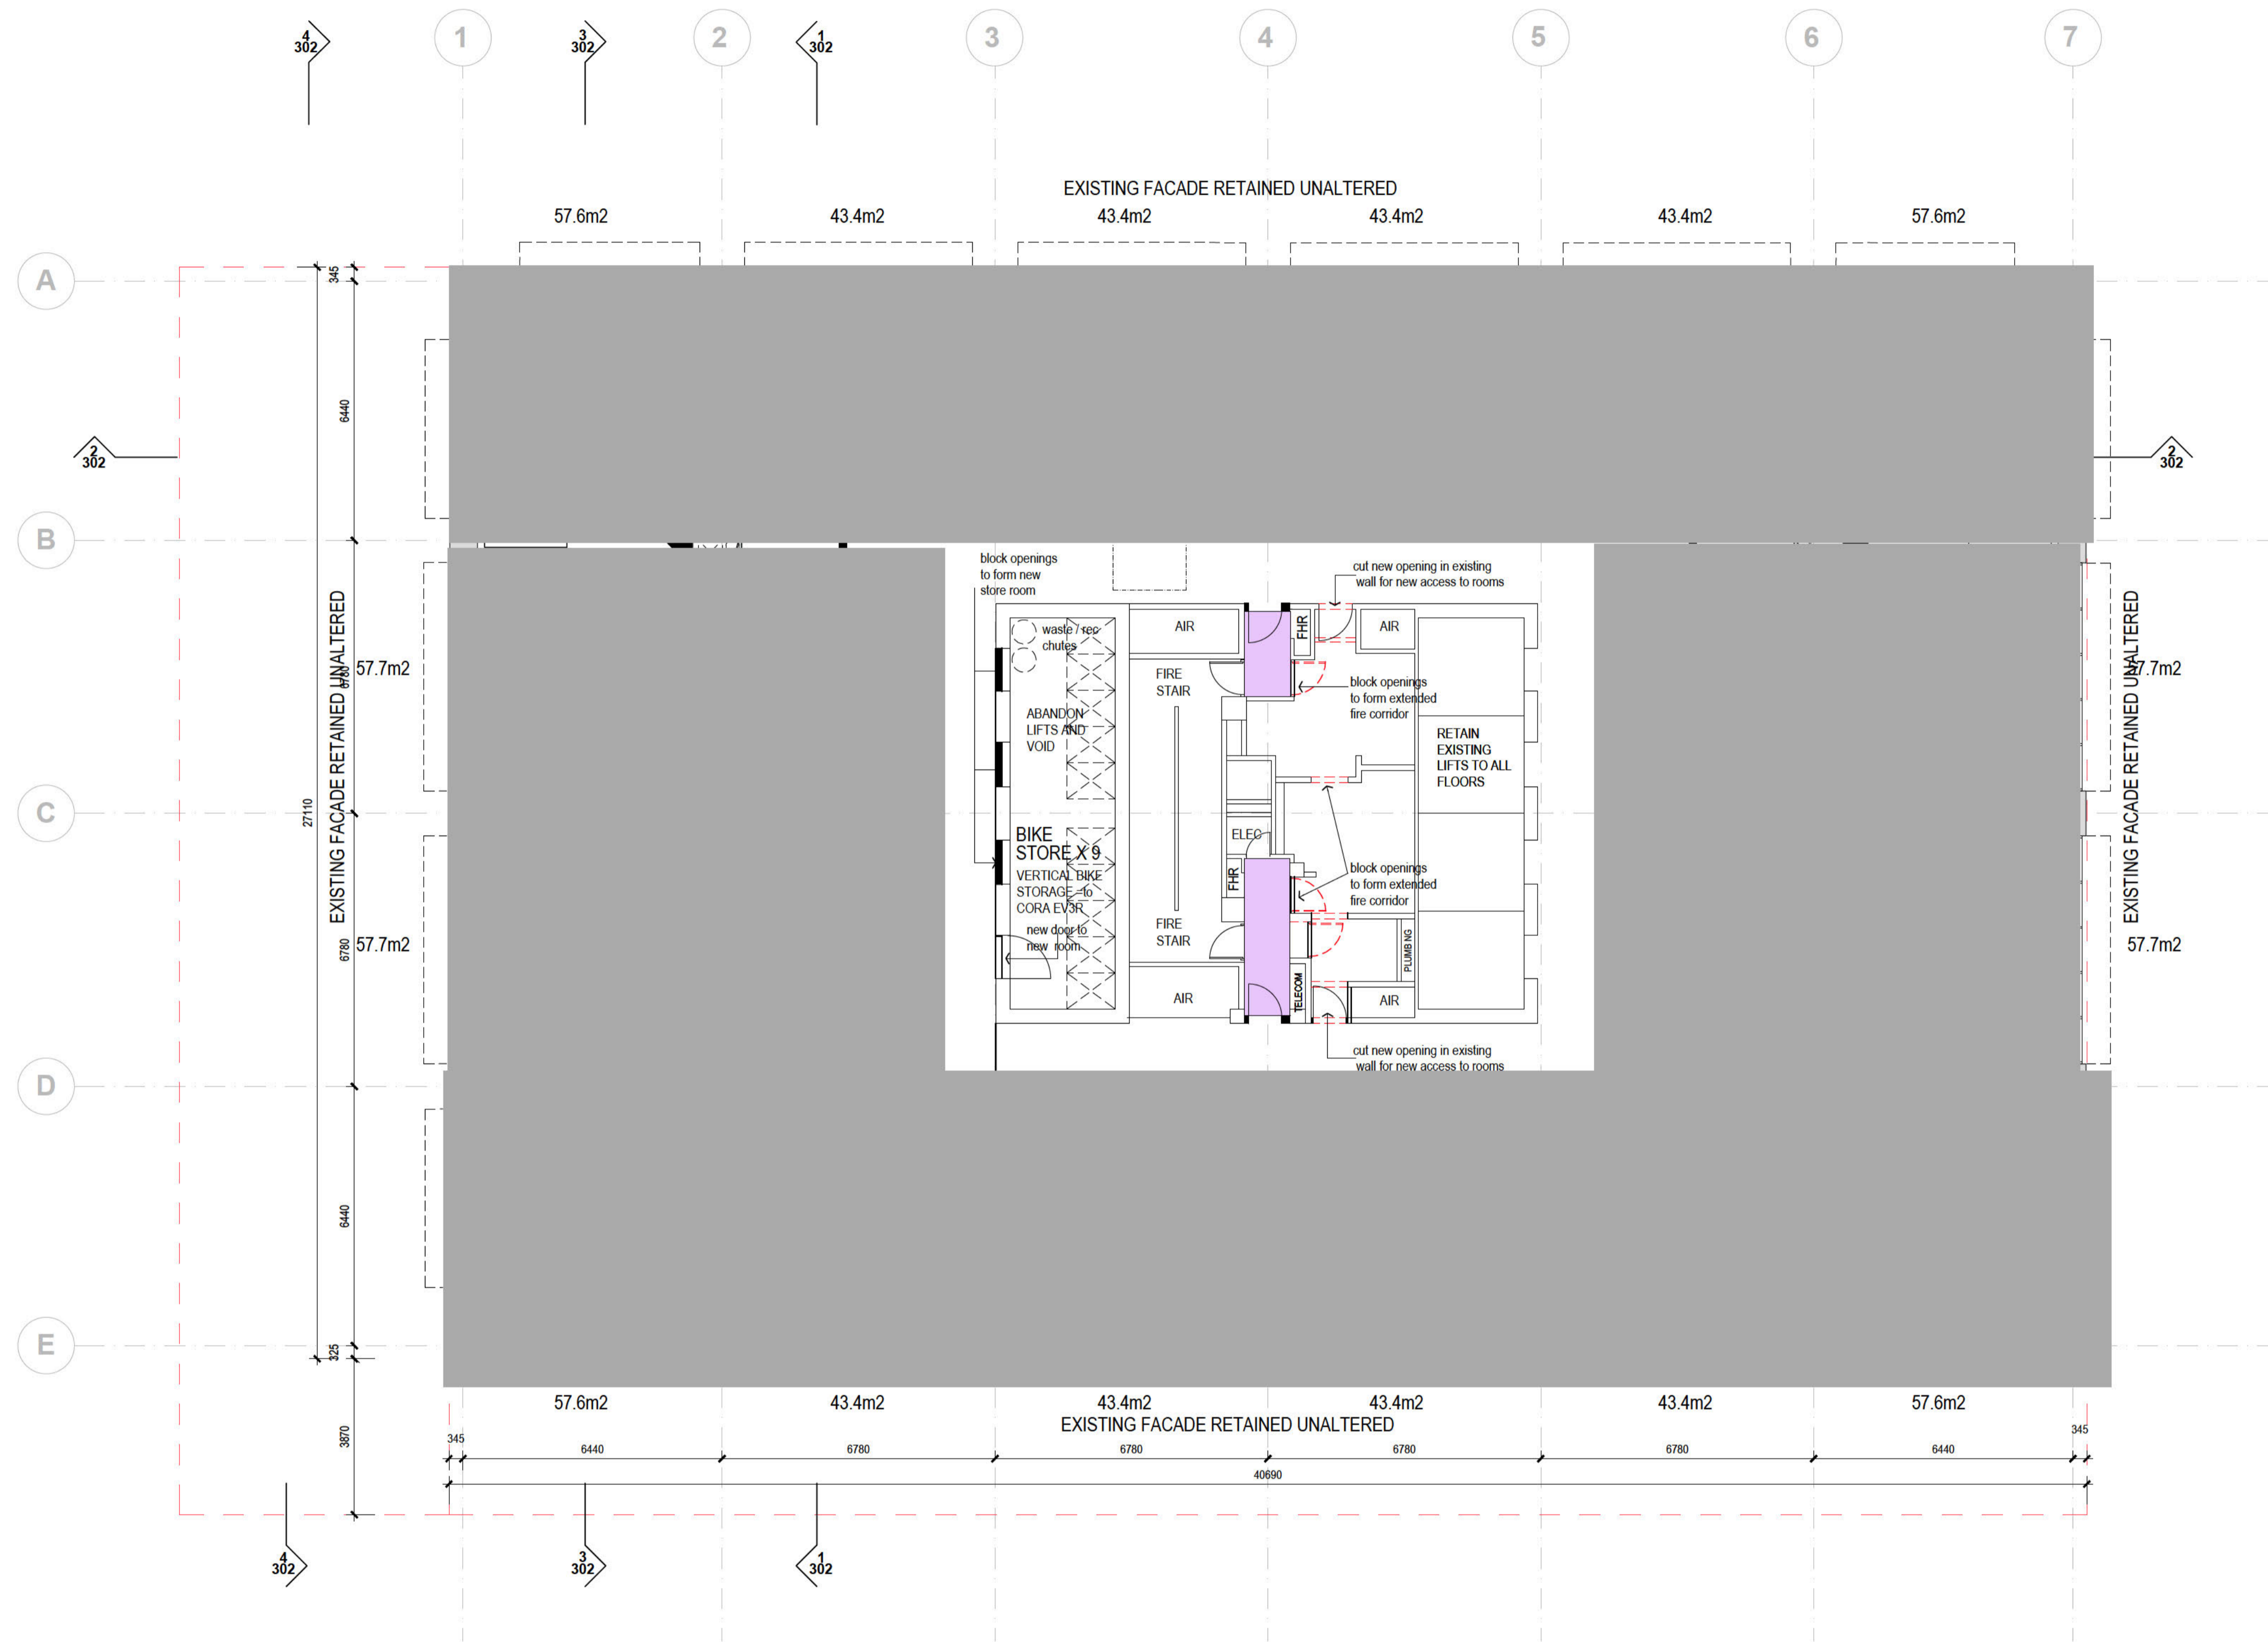 4
302
1
3
302
2
1
302
3
4
5
6
7
EXISTING FACADE RETAINED UNALTERED
57.6m2
43.4m2
43.4m2
43.4m2
43.4m2
57.6m2
A
345
6440
2
302
2
302
B
block openings
to form new
store room
cut new opening in existing
wall for new access to rooms
waste / rec
chutes
AIR
FHR
AIR
EXISTING FACADE RETAINED UNALTERED
6780
57.7m2
FIRE
STAIR
block openings
to form extended
fire corridor
EXISTING FACADE RETAINED UNALTERED
57.7m2
ABANDON
LIFTS AND
VOID
RETAIN
EXISTING
LIFTS TO ALL
FLOORS
C
27110
BIKE
STORE X 9
VERTICAL BIKE
STORAGE -to
CORA EV3R
ELEC
FHR
block openings
to form extended
fire corridor
new door to
new room
FIRE
STAIR
PLUMB NG
6780
57.7m2
57.7m2
AIR
TELECOM
AIR
cut new opening in existing
wall for new access to rooms
D
6440
E
325
3870
57.6m2
43.4m2
43.4m2
43.4m2
43.4m2
57.6m2
EXISTING FACADE RETAINED UNALTERED
345
6440
6780
6780
6780
6780
6440
345
40690
4
302
3
302
1
302